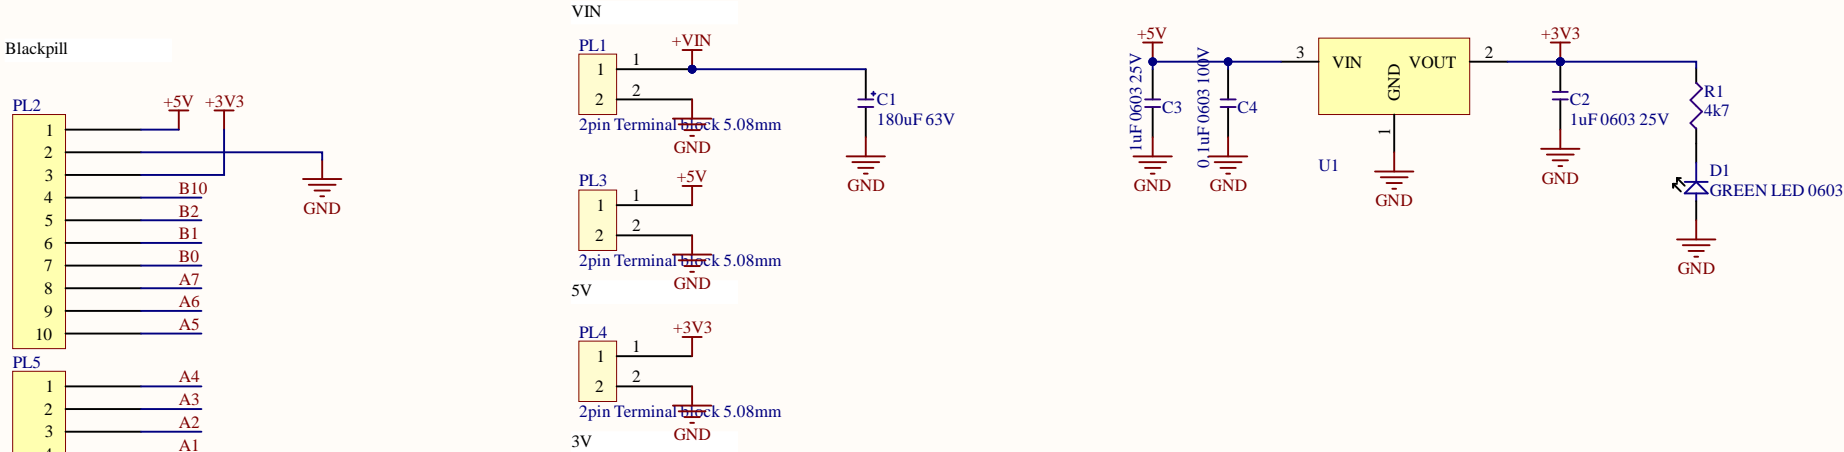 Blackpill
PL2
+5V +3V3
1
2
3
4 B10
5 B2
6 B1
7 B0
8 A7
9 A6
10 A5
GND
PL5
1 A4
2 A3
3 A2
A1
VIN
PL1
+VIN
1 1
2 2
2pin Terminal block 5.08mm
GND
C1
180uF 63V
GND
PL3
+5V
1 1
2 2
2pin Terminal block 5.08mm
GND
5V
PL4
+3V3
1 1
2 2
2pin Terminal block 5.08mm
GND
3V
+5V
1uF 0603 25V
C3
GND
0.1uF 0603 100V
C4
GND
3 VIN VOUT 2
GND
1
U1
GND
+3V3
C2
1uF 0603 25V
GND
R1
4k7
D1
GREEN LED 0603
GND